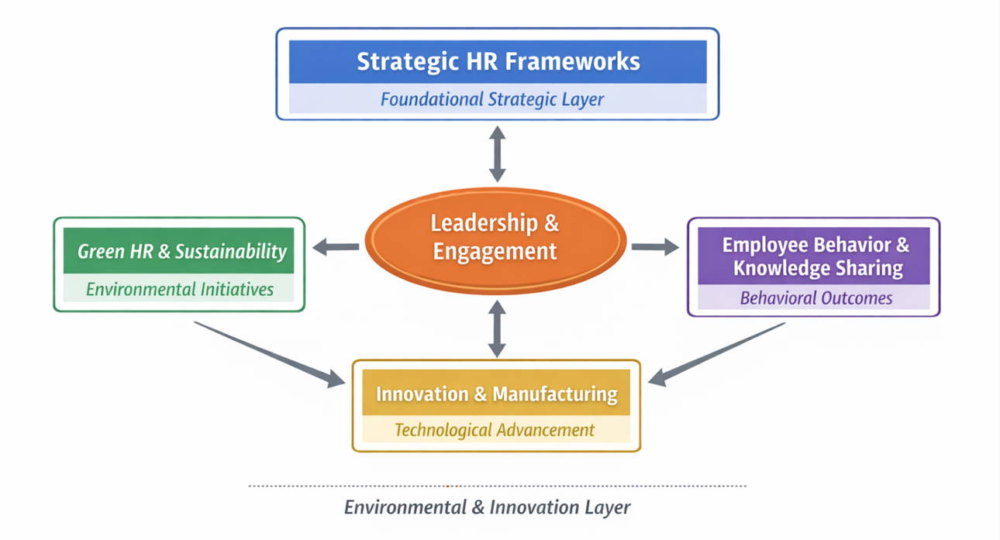 Strategic HR Frameworks
Foundational Strategic Layer
Leadership &
Engagement
Green HR & Sustainability
Environmental Initiatives
Employee Behavior &
Knowledge Sharing
Behavioral Outcomes
Innovation & Manufacturing
Technological Advancement
Environmental & Innovation Layer